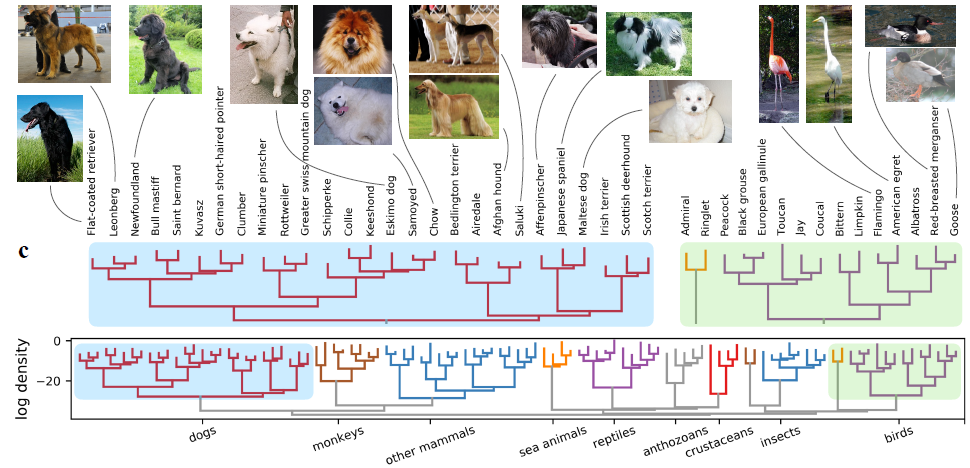 Flat-coated retriever
Leonberg
Newfoundland
Bull mastiff
Saint bernard
Kuvasz
German short-haired pointer
Clumber
Miniature pinscher
Rottweiler
Greater swiss mountain dog
Schipperke
Collie
Keeshond
Eskimo dog
Samoyed
Chow
Bedlington terrier
Airedale
Afghan hound
Saluki
Affenpinscher
Japanese spaniel
Maltese dog
Irish terrier
Scottish deerhound
Scotch terrier
Admiral
Ringlet
Peacock
Black grouse
European gallinule
Toucan
Jay
Coucal
Bittern
Limpkin
Flamingo
American egret
Albatross
Red-breasted merganser
Goose
c
log density
0
−20
dogs
monkeys
other mammals
sea animals
reptiles
anthozoans
crustaceans
insects
birds